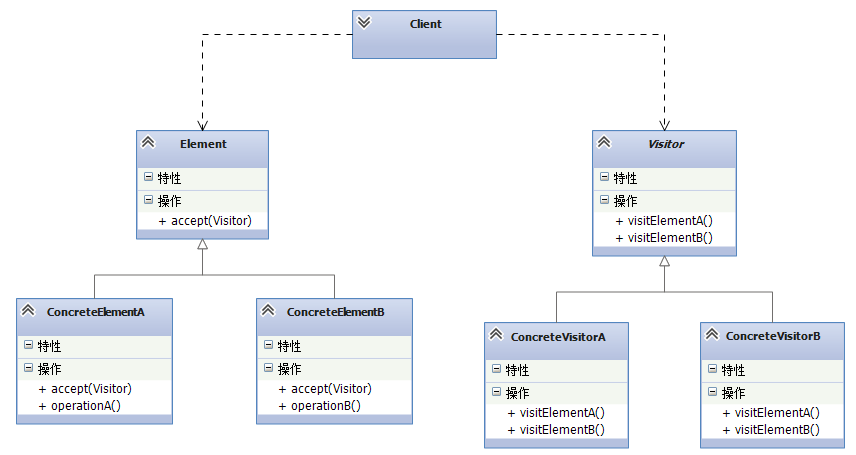 Client
Element
特性
操作
+ accept(Visitor)
Visitor
特性
操作
+ visitElementA()
+ visitElementB()
ConcreteElementA
特性
操作
+ accept(Visitor)
+ operationA()
ConcreteElementB
特性
操作
+ accept(Visitor)
+ operationB()
ConcreteVisitorA
特性
操作
+ visitElementA()
+ visitElementB()
ConcreteVisitorB
特性
操作
+ visitElementA()
+ visitElementB()